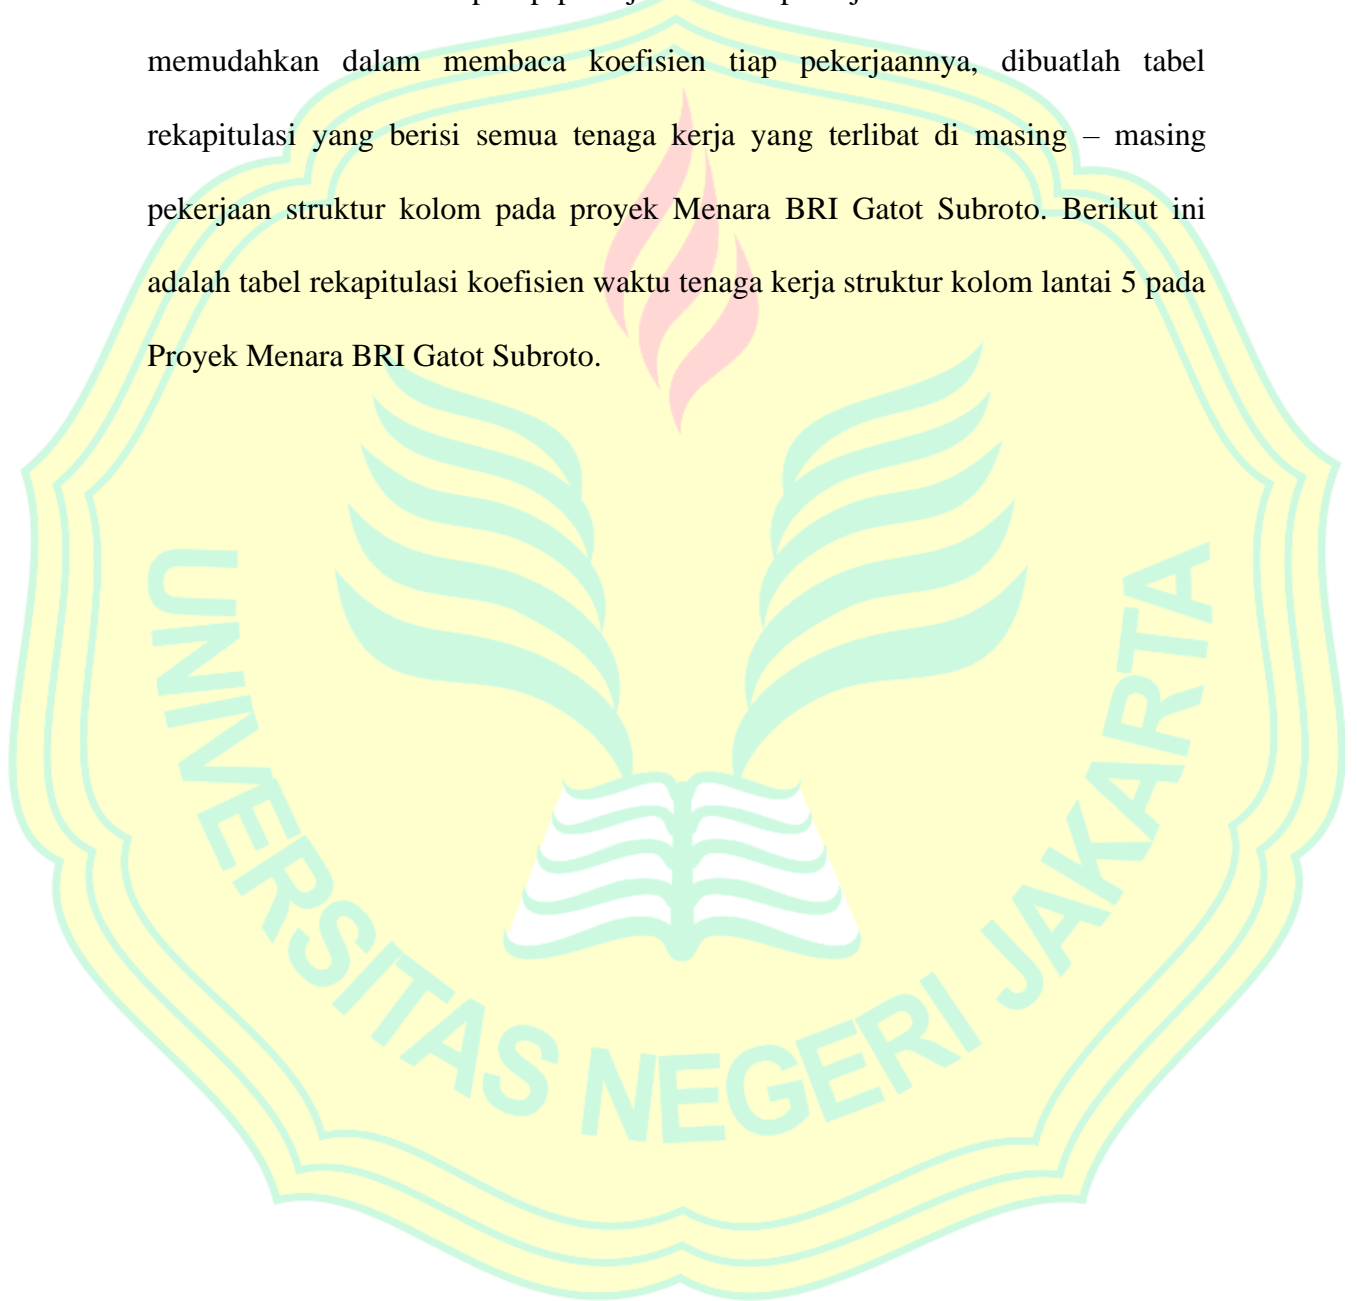 memudahkan dalam membaca koefisien tiap pekerjaannya, dibuatlah tabel
rekapitulasi yang berisi semua tenaga kerja yang terlibat di masing – masing
pekerjaan struktur kolom pada proyek Menara BRI Gatot Subroto. Berikut ini
adalah tabel rekapitulasi koefisien waktu tenaga kerja struktur kolom lantai 5 pada
Proyek Menara BRI Gatot Subroto.
UNIVERSITAS NEGERI JAKARTA